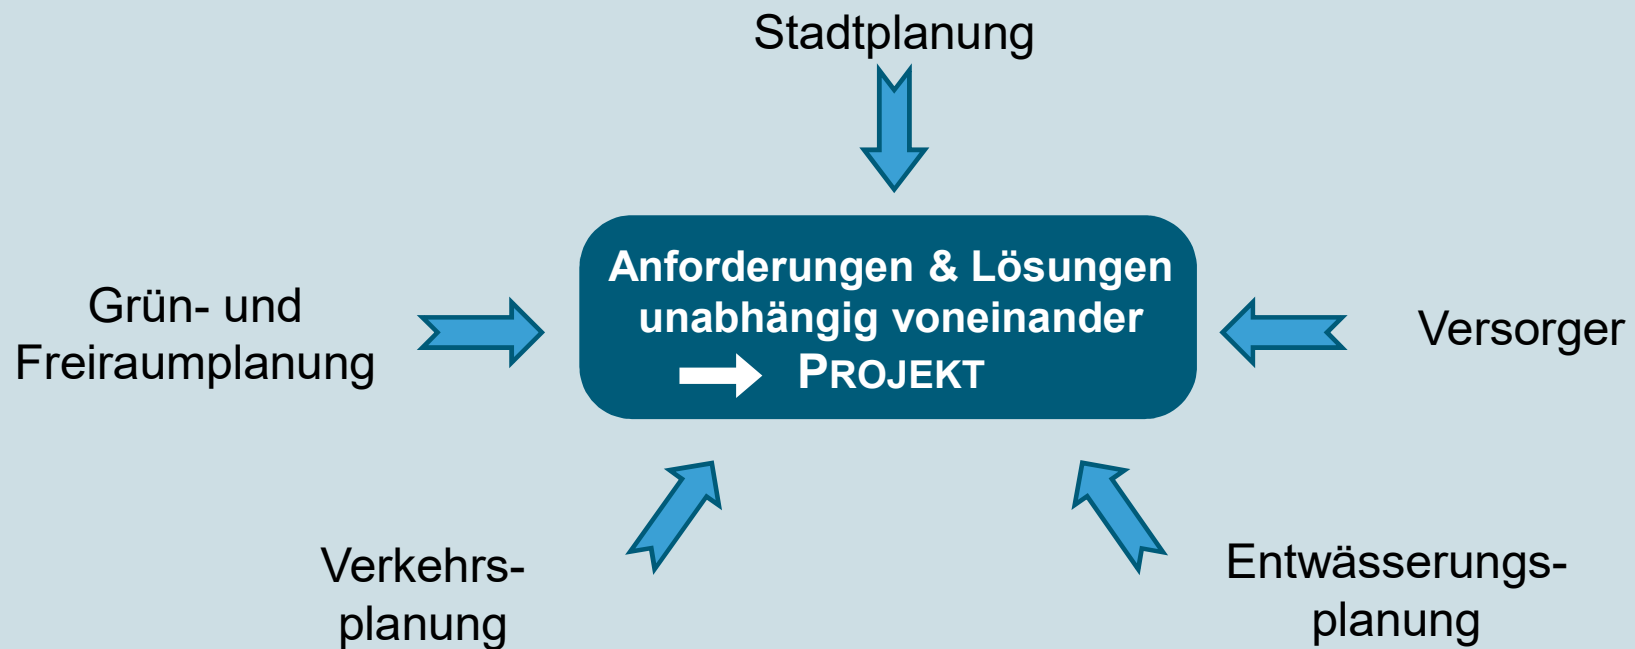 Stadtplanung
Anforderungen & Lösungen
unabhängig voneinander
PROJEKT
Grün- und
Freiraumplanung
Versorger
Verkehrs-
planung
Entwässerungs-
planung